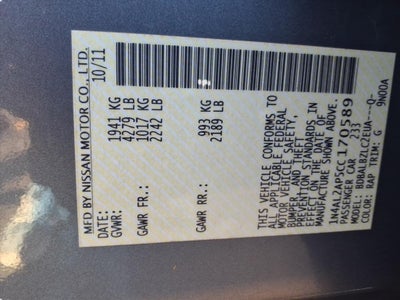 MFD BY NISSAN MOTOR CO., LTD.
DATE: 10/11
GVWR: 1941 KG
4279 LB
GAWR FR.: 1017 KG
2242 LB
GAWR RR.: 993 KG
2189 LB
THIS VEHICLE CONFORMS TO
ALL APPLICABLE FEDERAL
MOTOR VEHICLE SAFETY,
BUMPER, AND THEFT
PREVENTION STANDARDS IN
EFFECT ON THE DATE OF
MANUFACTURE SHOWN ABOVE.
1N4AL2AP5CC170589
PASSENGER CAR 233
MODEL: BDBALBZLCZEUA---Q-
COLOR: RAP TRIM: G 9N00A